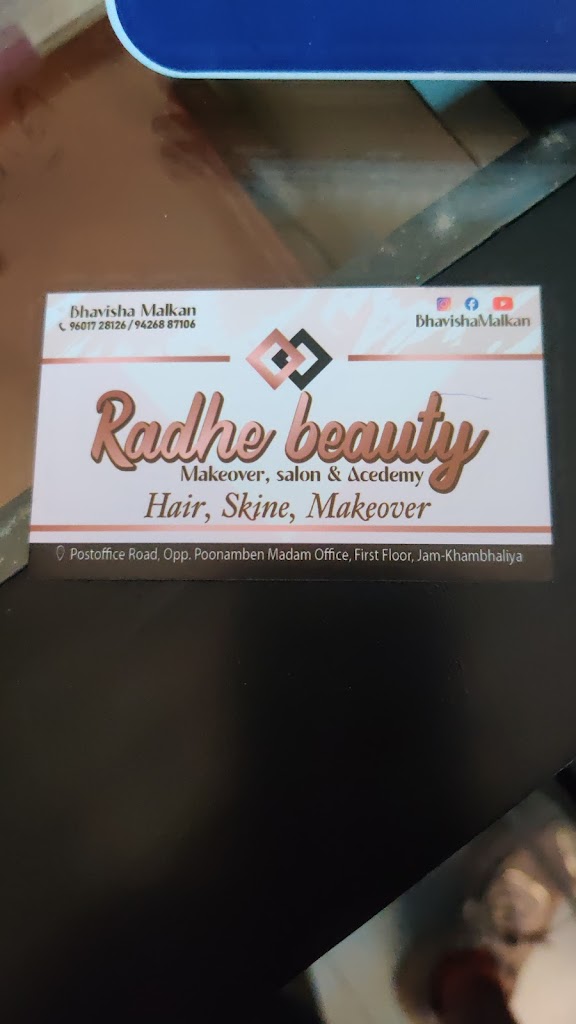 Bhavisha Malkan
96017 28126 / 94268 87106
BhavishaMalkan
Radhe beauty
Makeover, salon & Acedemy
Hair, Skine, Makeover
Postoffice Road, Opp. Poonamben Madam Office, First Floor, Jam-Khambhaliya